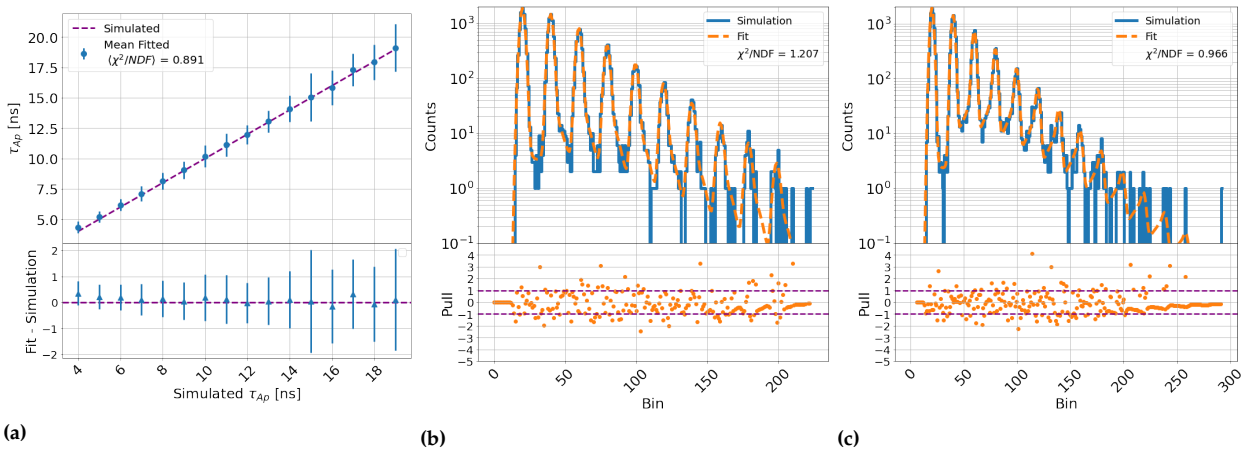 Simulated
Mean Fitted
⟨χ²/NDF⟩ = 0.891
20.0
17.5
15.0
12.5
10.0
7.5
5.0
τAp [ns]
2
1
0
−1
−2
Fit - Simulation
4
6
8
10
12
14
16
18
Simulated τAp [ns]
(a)
Simulation
Fit
χ²/NDF = 1.207
10³
10²
10¹
10⁰
10⁻¹
Counts
4
3
2
1
0
−1
−2
−3
−4
−5
Pull
0
50
100
150
200
Bin
(b)
Simulation
Fit
χ²/NDF = 0.966
10³
10²
10¹
10⁰
10⁻¹
Counts
4
3
2
1
0
−1
−2
−3
−4
−5
Pull
0
50
100
150
200
250
300
Bin
(c)